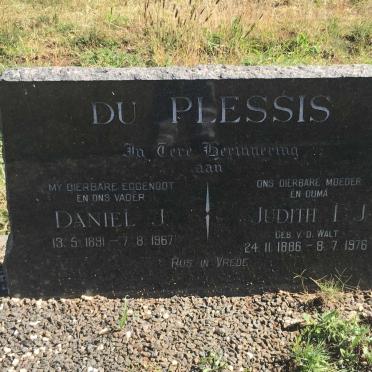 DU PLESSIS
In Tere Herinnering
aan
MY DIERBARE EGGENOOT
EN ONS VADER
DANIEL J.
13.5.1891 - 7.8.1967
ONS DIERBARE MOEDER
EN OUMA
JUDITH I. J.
GEB. V.D. WALT
24.11.1886 - 8.7.1976
RUS IN VREDE